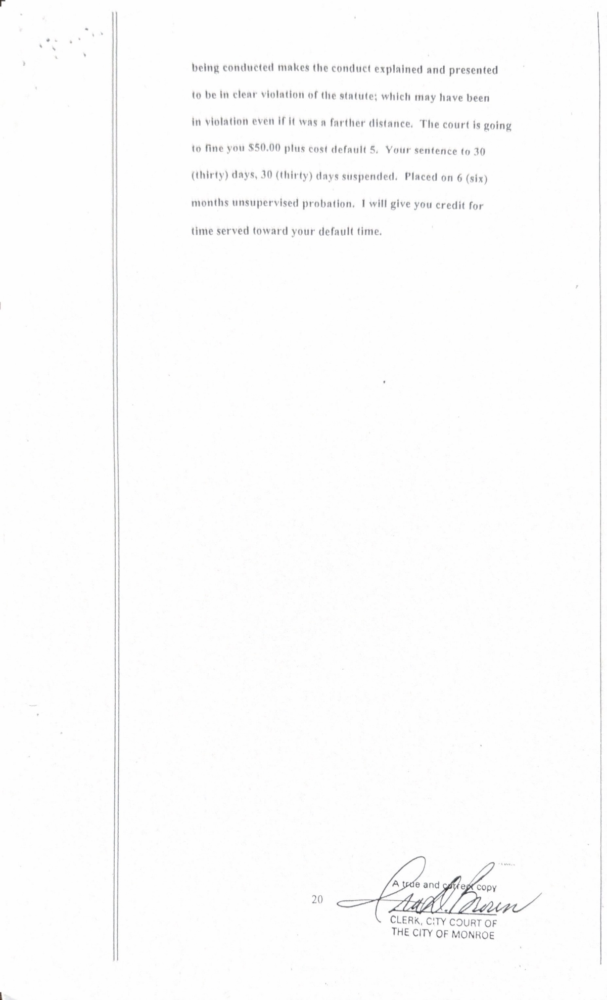 being conducted makes the conduct explained and presented
to be in clear violation of the statute; which may have been
in violation even if it was a farther distance. The court is going
to fine you $50.00 plus cost default 5. Your sentence to 30
(thirty) days, 30 (thirty) days suspended. Placed on 6 (six)
months unsupervised probation. I will give you credit for
time served toward your default time.
A true and correct copy
20
Brown
CLERK, CITY COURT OF
THE CITY OF MONROE